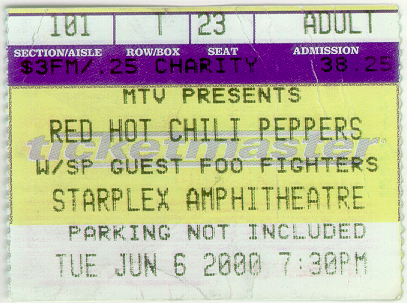 101 T 23 ADULT
SECTION/AISLE ROW/BOX SEAT ADMISSION
$3FM/.25 CHARITY 38.25
MTV PRESENTS
RED HOT CHILI PEPPERS
ticketmaster
W/SP GUEST FOO FIGHTERS
STARPLEX AMPHITHEATRE
PARKING NOT INCLUDED
TUE JUN 6 2000 7:30PM